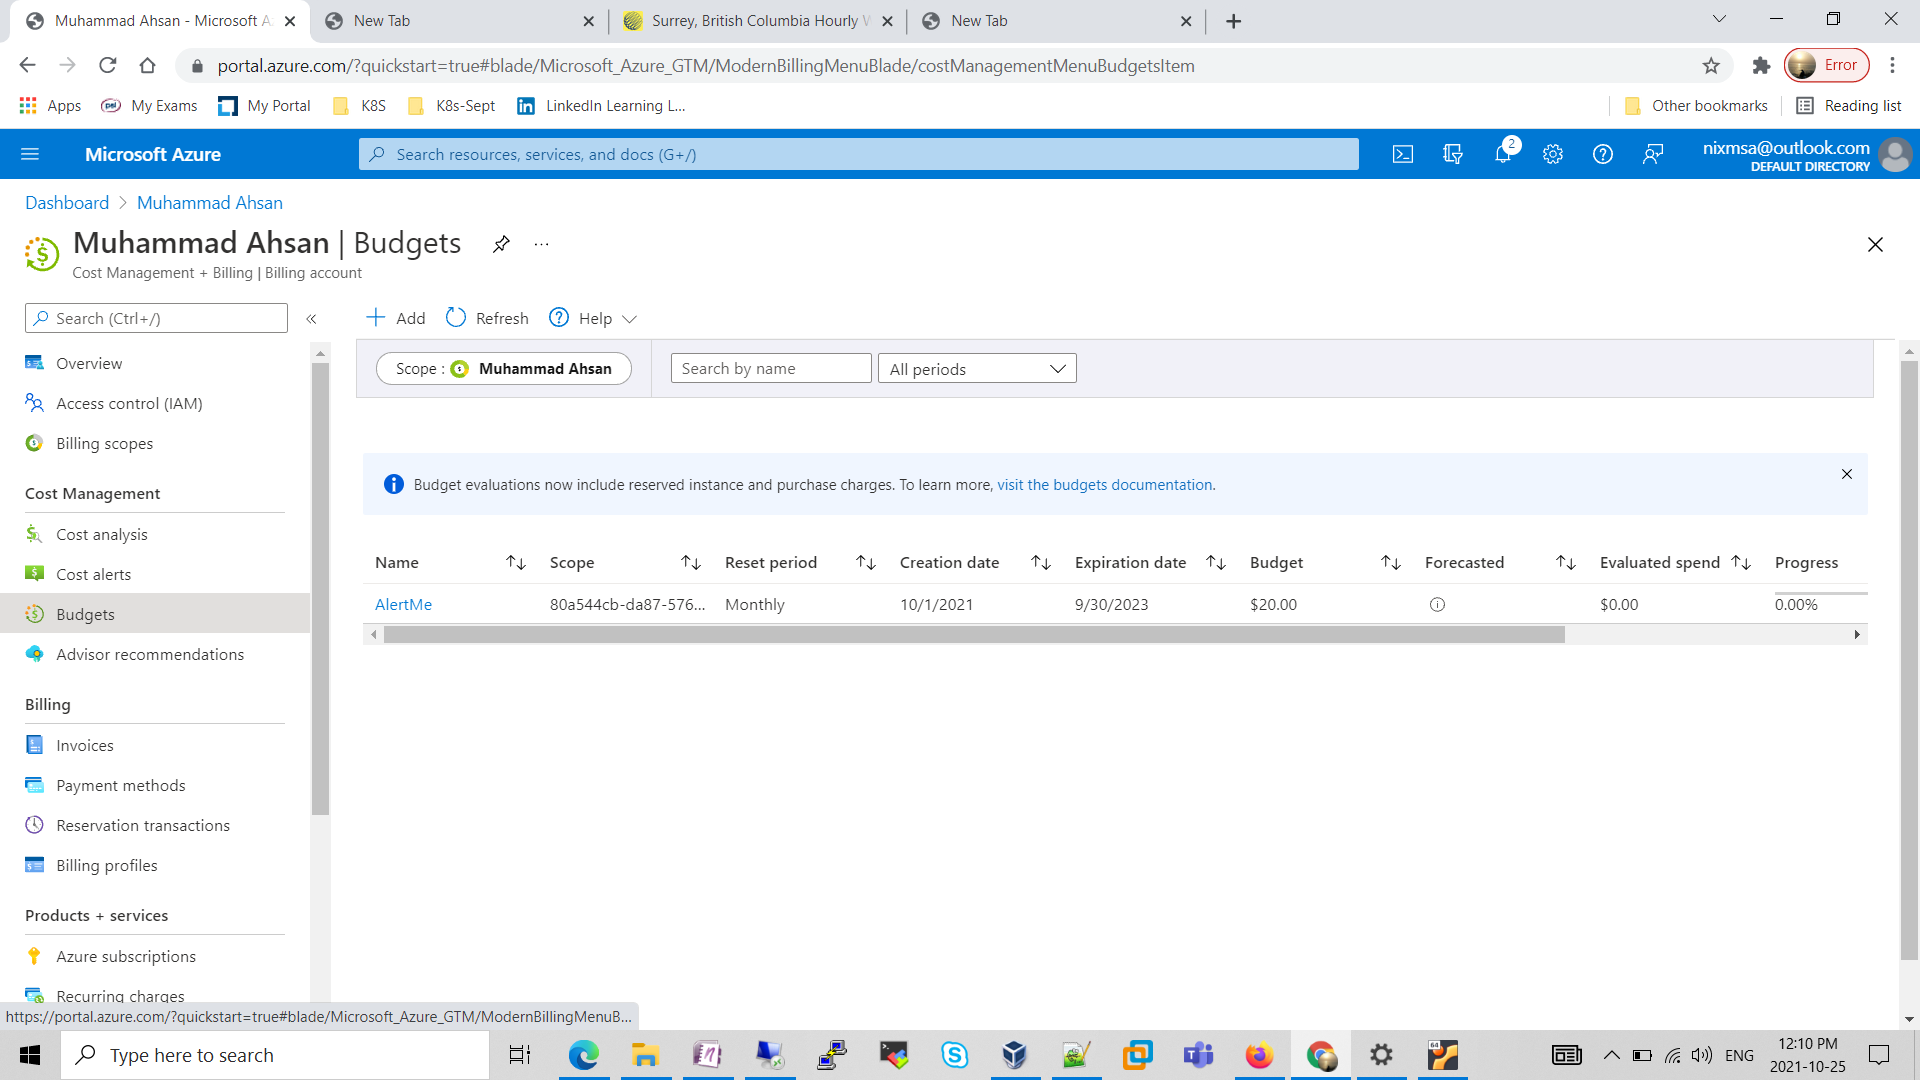 Muhammad Ahsan - Microsoft A
New Tab
Surrey, British Columbia Hourly W
New Tab
portal.azure.com/?quickstart=true#blade/Microsoft_Azure_GTM/ModernBillingMenuBlade/costManagementMenuBudgetsItem
Error
Apps
psi
My Exams
My Portal
K8S
K8s-Sept
LinkedIn Learning L...
Other bookmarks
Reading list
Microsoft Azure
Search resources, services, and docs (G+/)
2
nixmsa@outlook.com
DEFAULT DIRECTORY
Dashboard > Muhammad Ahsan
Muhammad Ahsan | Budgets
...
Cost Management + Billing | Billing account
Search (Ctrl+/)
«
Add
Refresh
Help
Scope : Muhammad Ahsan
Search by name
All periods
Overview
Access control (IAM)
Billing scopes
Cost Management
Cost analysis
Cost alerts
Budgets
Advisor recommendations
Billing
Invoices
Payment methods
Reservation transactions
Billing profiles
Products + services
Azure subscriptions
Recurring charges
Budget evaluations now include reserved instance and purchase charges. To learn more, visit the budgets documentation.
Name Scope Reset period Creation date Expiration date Budget Forecasted Evaluated spend Progress
AlertMe 80a544cb-da87-576... Monthly 10/1/2021 9/30/2023 $20.00 $0.00 0.00%
https://portal.azure.com/?quickstart=true#blade/Microsoft_Azure_GTM/ModernBillingMenuB...
Type here to search
64
ENG
12:10 PM
2021-10-25